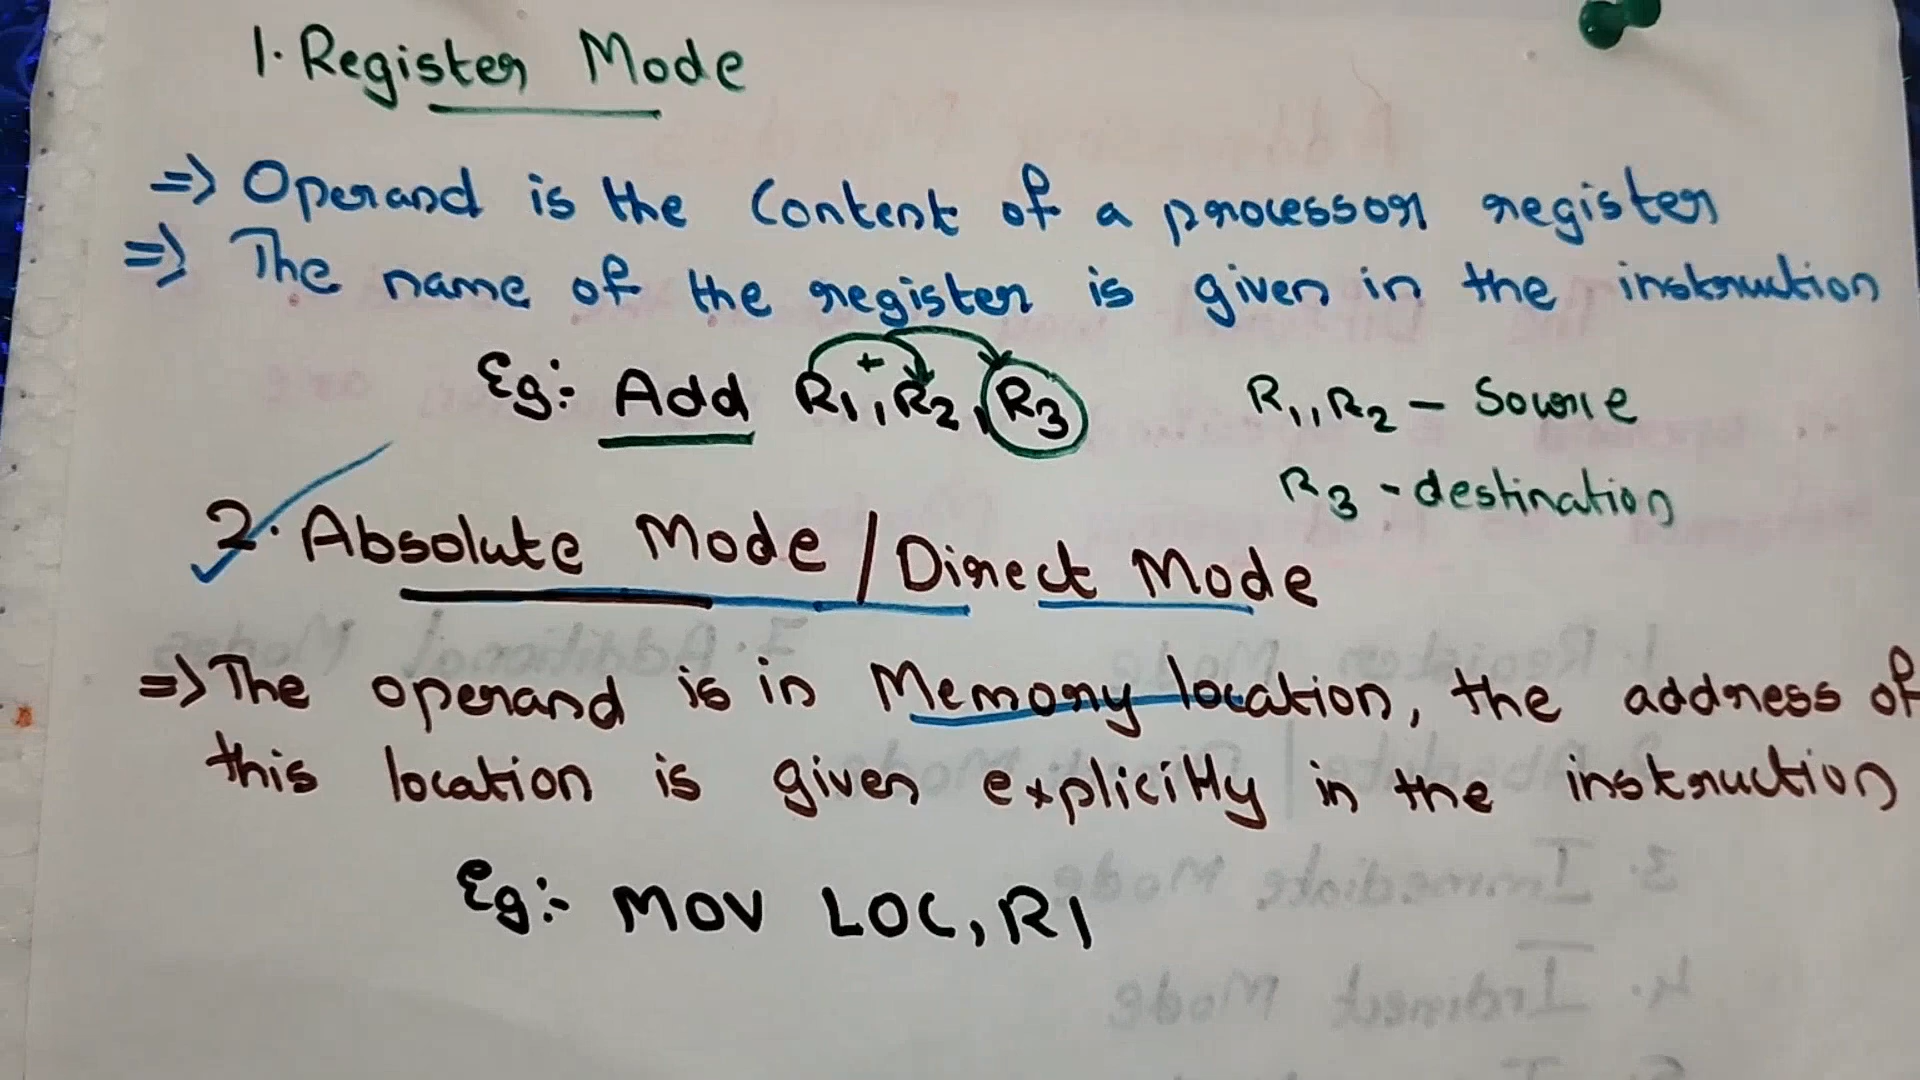 1. Register Mode
=> Operand is the Content of a processor register
=> The name of the register is given in the instruction
Eg:- Add R1, R2, R3
+
R1, R2 - Source
R3 - destination
2. Absolute Mode / Direct Mode
=> The operand is in Memory location, the address of
this location is given explicitly in the instruction
Eg:- MOV LOC, R1